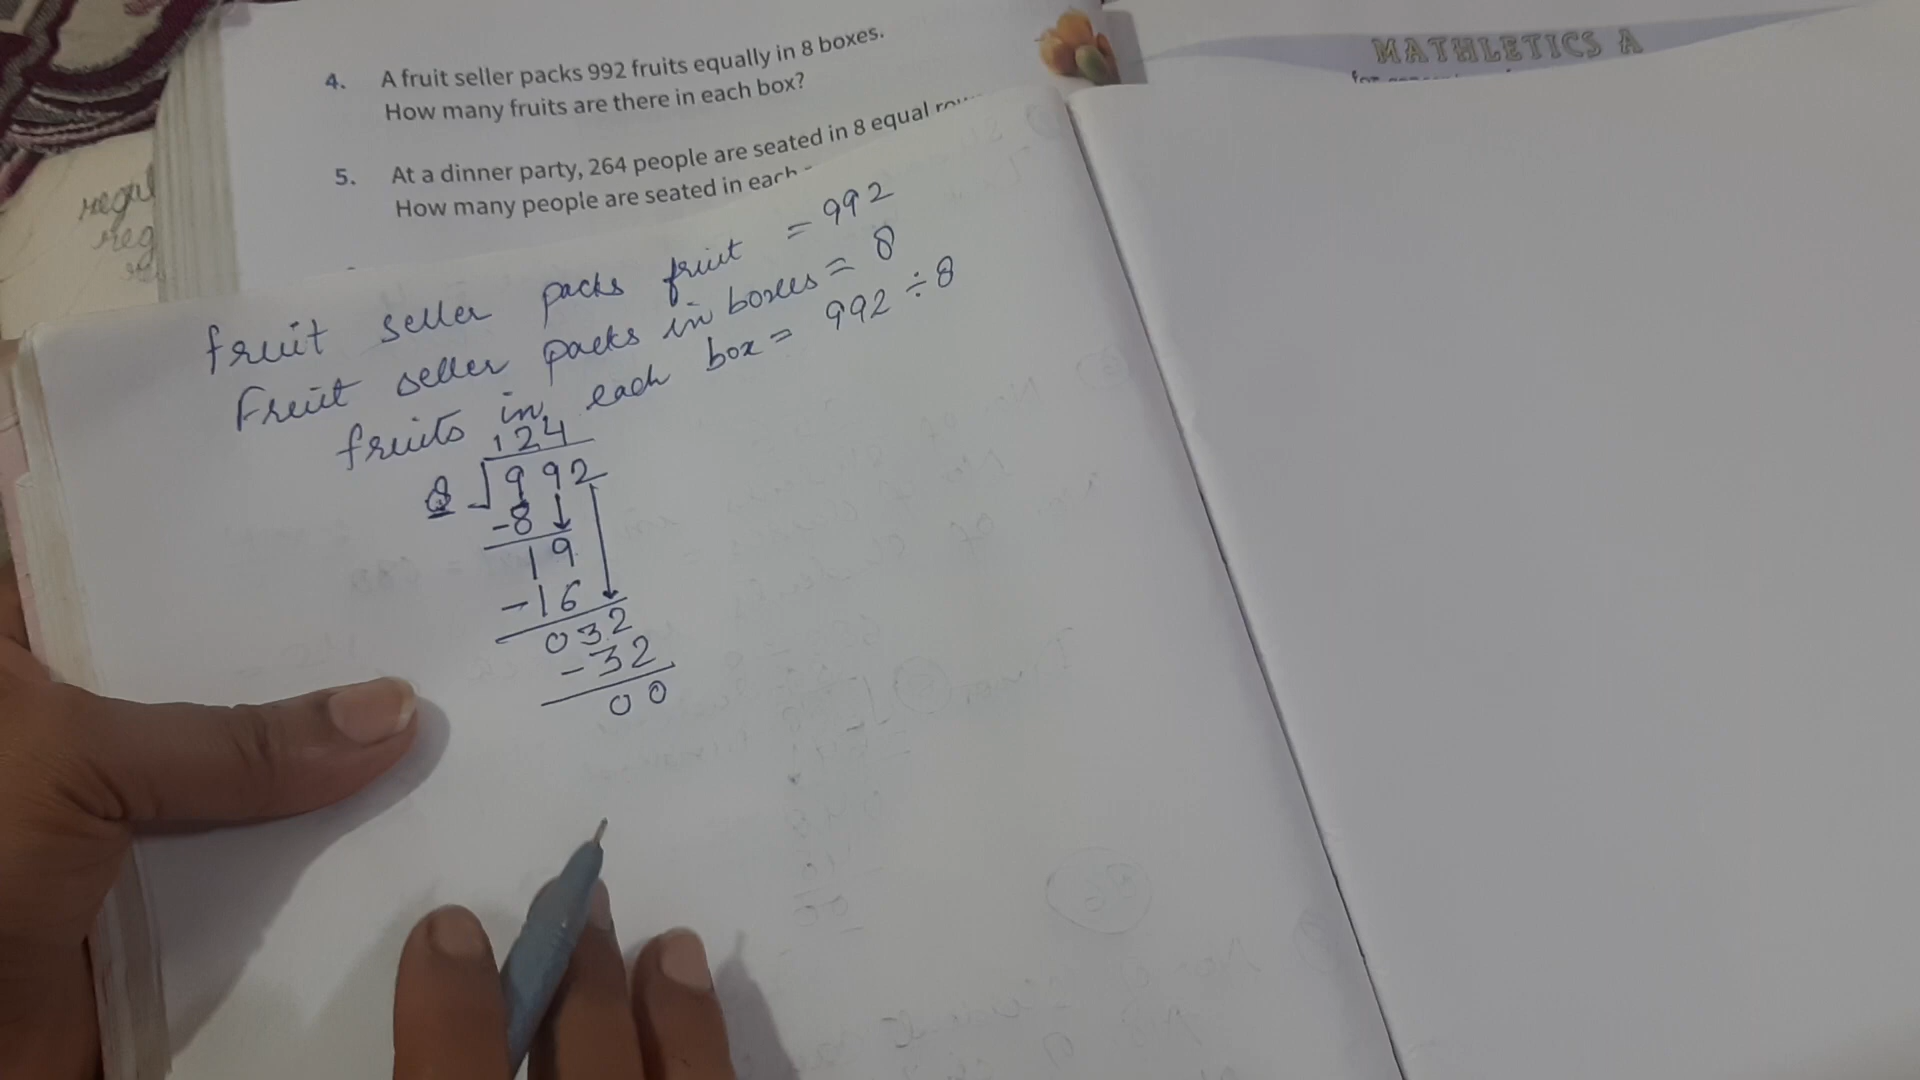 MATHLETICS A
4. A fruit seller packs 992 fruits equally in 8 boxes.
How many fruits are there in each box?
5. At a dinner party, 264 people are seated in 8 equal
How many people are seated in each
fruit seller packs fruit = 992
Fruit seller packs in boxes = 8
fruits in each box = 992 ÷ 8
124
8 √992
-8
19
-16
032
-32
00